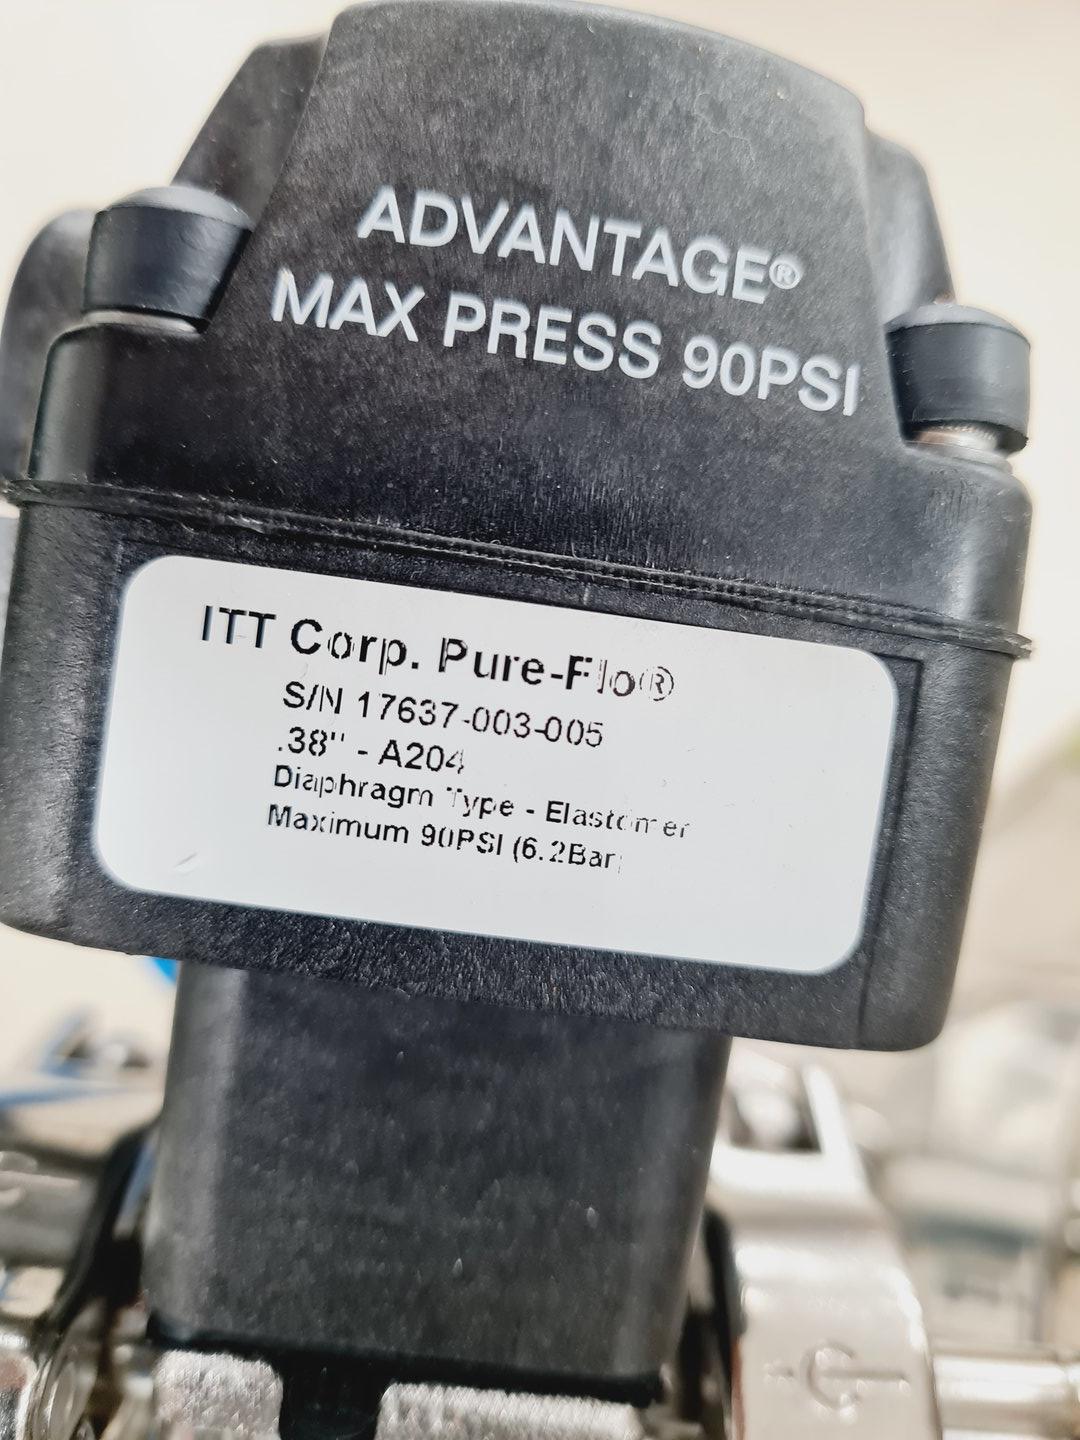 ADVANTAGE®
MAX PRESS 90PSI
ITT Corp. Pure-Flo®
S/N 17637-003-005
.38" - A204
Diaphragm Type - Elastomer
Maximum 90PSI (6.2Bar)